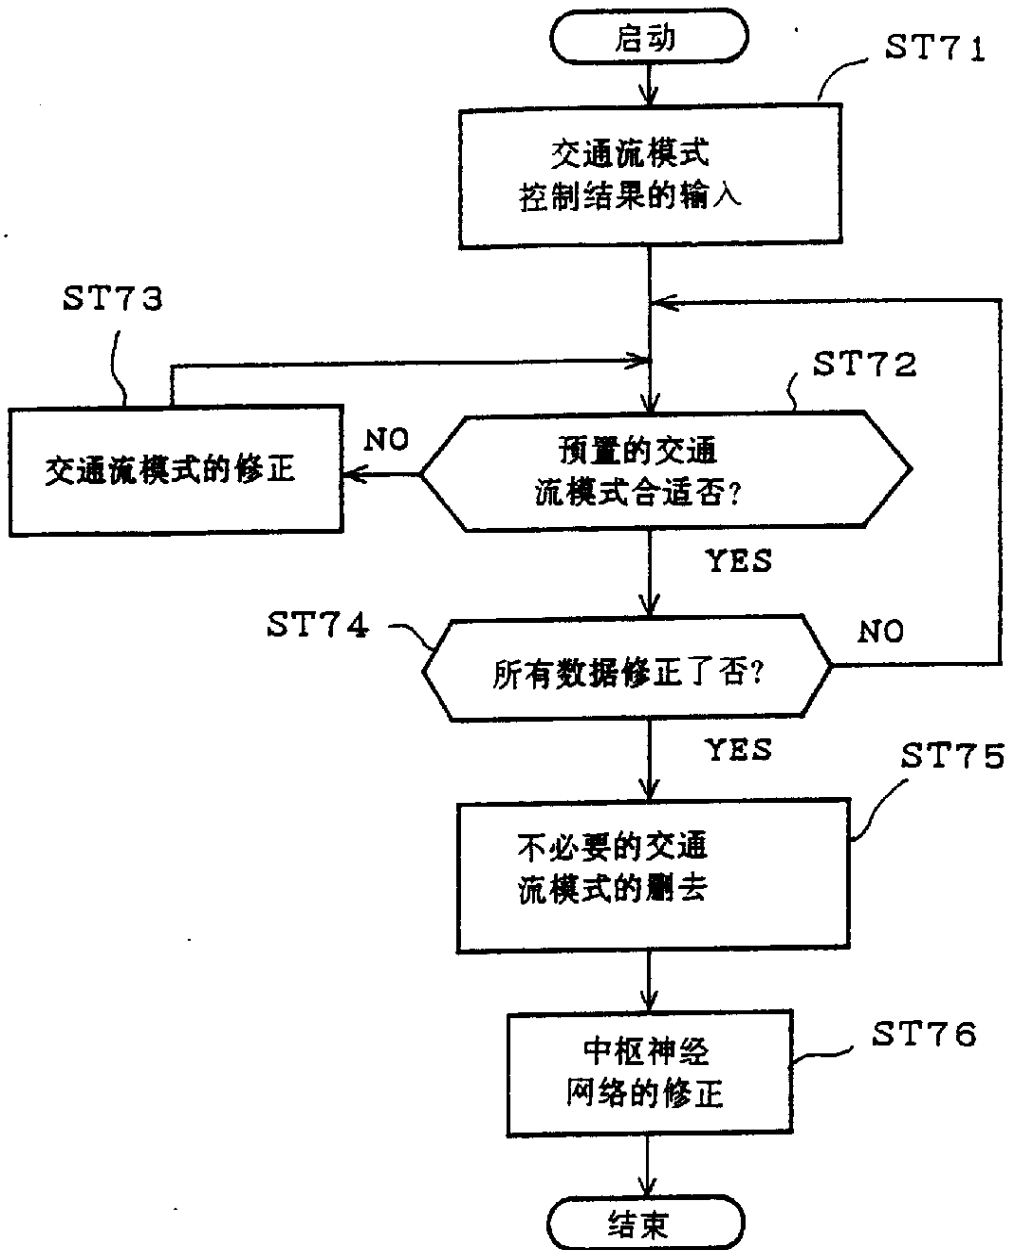 启动
ST71
交通流模式
控制结果的输入
ST73
ST72
交通流模式的修正
NO
预置的交通
流模式合适否?
YES
ST74
NO
所有数据修正了否?
YES
ST75
不必要的交通
流模式的删去
ST76
中枢神经
网络的修正
结束